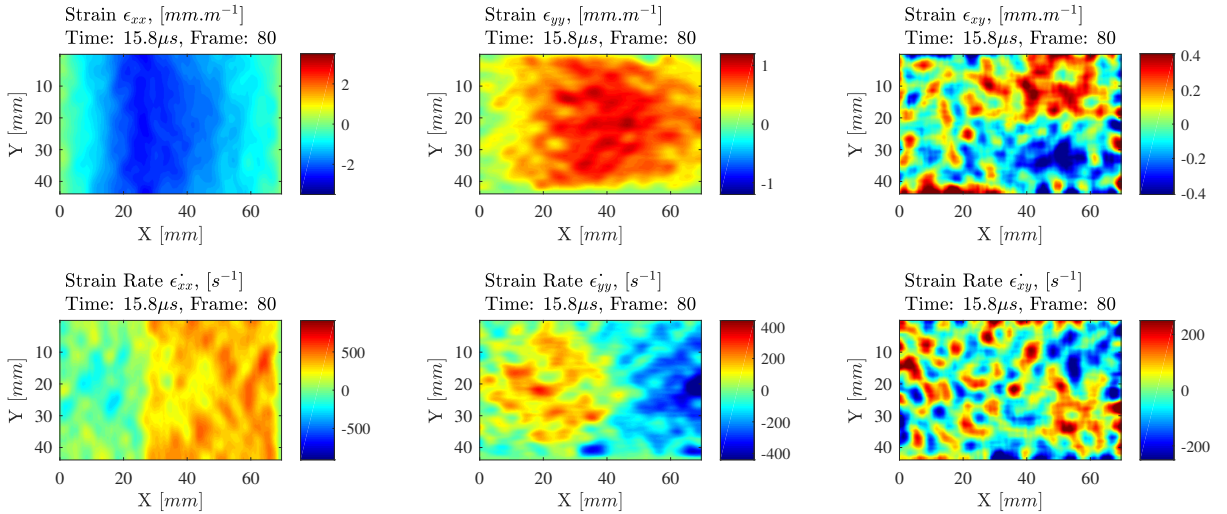 Strain ϵxx, [mm.m−1]
Time: 15.8μs, Frame: 80
Y [mm]
10
20
30
40
0 20 40 60
X [mm]
2
0
-2
Strain ϵyy, [mm.m−1]
Time: 15.8μs, Frame: 80
Y [mm]
10
20
30
40
0 20 40 60
X [mm]
1
0
-1
Strain ϵxy, [mm.m−1]
Time: 15.8μs, Frame: 80
Y [mm]
10
20
30
40
0 20 40 60
X [mm]
0.4
0.2
0
-0.2
-0.4
Strain Rate ϵ̇xx, [s−1]
Time: 15.8μs, Frame: 80
Y [mm]
10
20
30
40
0 20 40 60
X [mm]
500
0
-500
Strain Rate ϵ̇yy, [s−1]
Time: 15.8μs, Frame: 80
Y [mm]
10
20
30
40
0 20 40 60
X [mm]
400
200
0
-200
-400
Strain Rate ϵ̇xy, [s−1]
Time: 15.8μs, Frame: 80
Y [mm]
10
20
30
40
0 20 40 60
X [mm]
200
0
-200